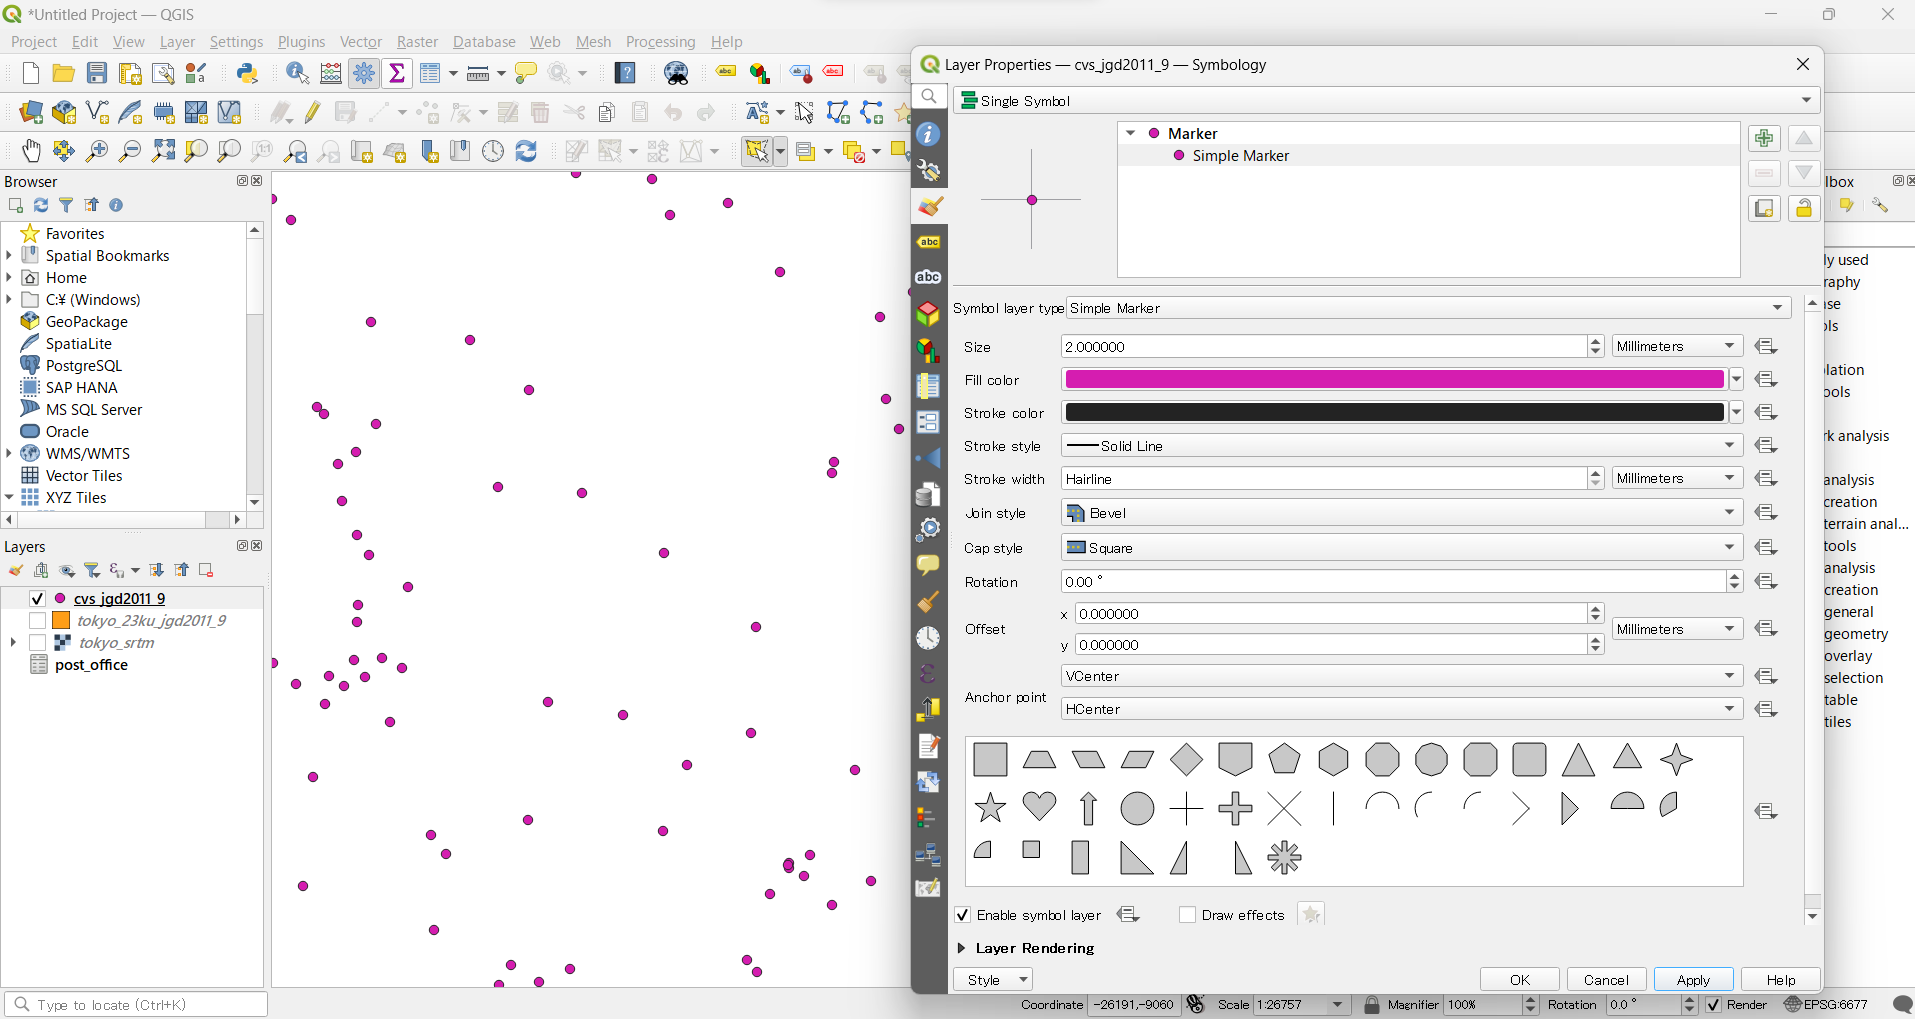 *Untitled Project — QGIS
Project Edit View Layer Settings Plugins Vector Raster Database Web Mesh Processing Help
Browser
Favorites
Spatial Bookmarks
Home
C:¥ (Windows)
GeoPackage
SpatiaLite
PostgreSQL
SAP HANA
MS SQL Server
Oracle
WMS/WMTS
Vector Tiles
XYZ Tiles
Layers
cvs_jgd2011_9
tokyo_23ku_jgd2011_9
tokyo_srtm
post_office
Type to locate (Ctrl+K)
Layer Properties — cvs_jgd2011_9 — Symbology
Single Symbol
Marker
Simple Marker
abc
abc
Symbol layer type Simple Marker
Size 2.000000 Millimeters
Fill color
Stroke color
Stroke style Solid Line
Stroke width Hairline Millimeters
Join style Bevel
Cap style Square
Rotation 0.00 °
Offset x 0.000000 Millimeters
y 0.000000
Anchor point VCenter
HCenter
Enable symbol layer Draw effects
Layer Rendering
Style OK Cancel Apply Help
lbox
ly used
raphy
ase
ols
lation
ools
rk analysis
analysis
creation
terrain anal...
tools
analysis
creation
general
geometry
overlay
selection
table
tiles
Coordinate -26191,-9060 Scale 1:26757 Magnifier 100% Rotation 0.0 ° Render EPSG:6677